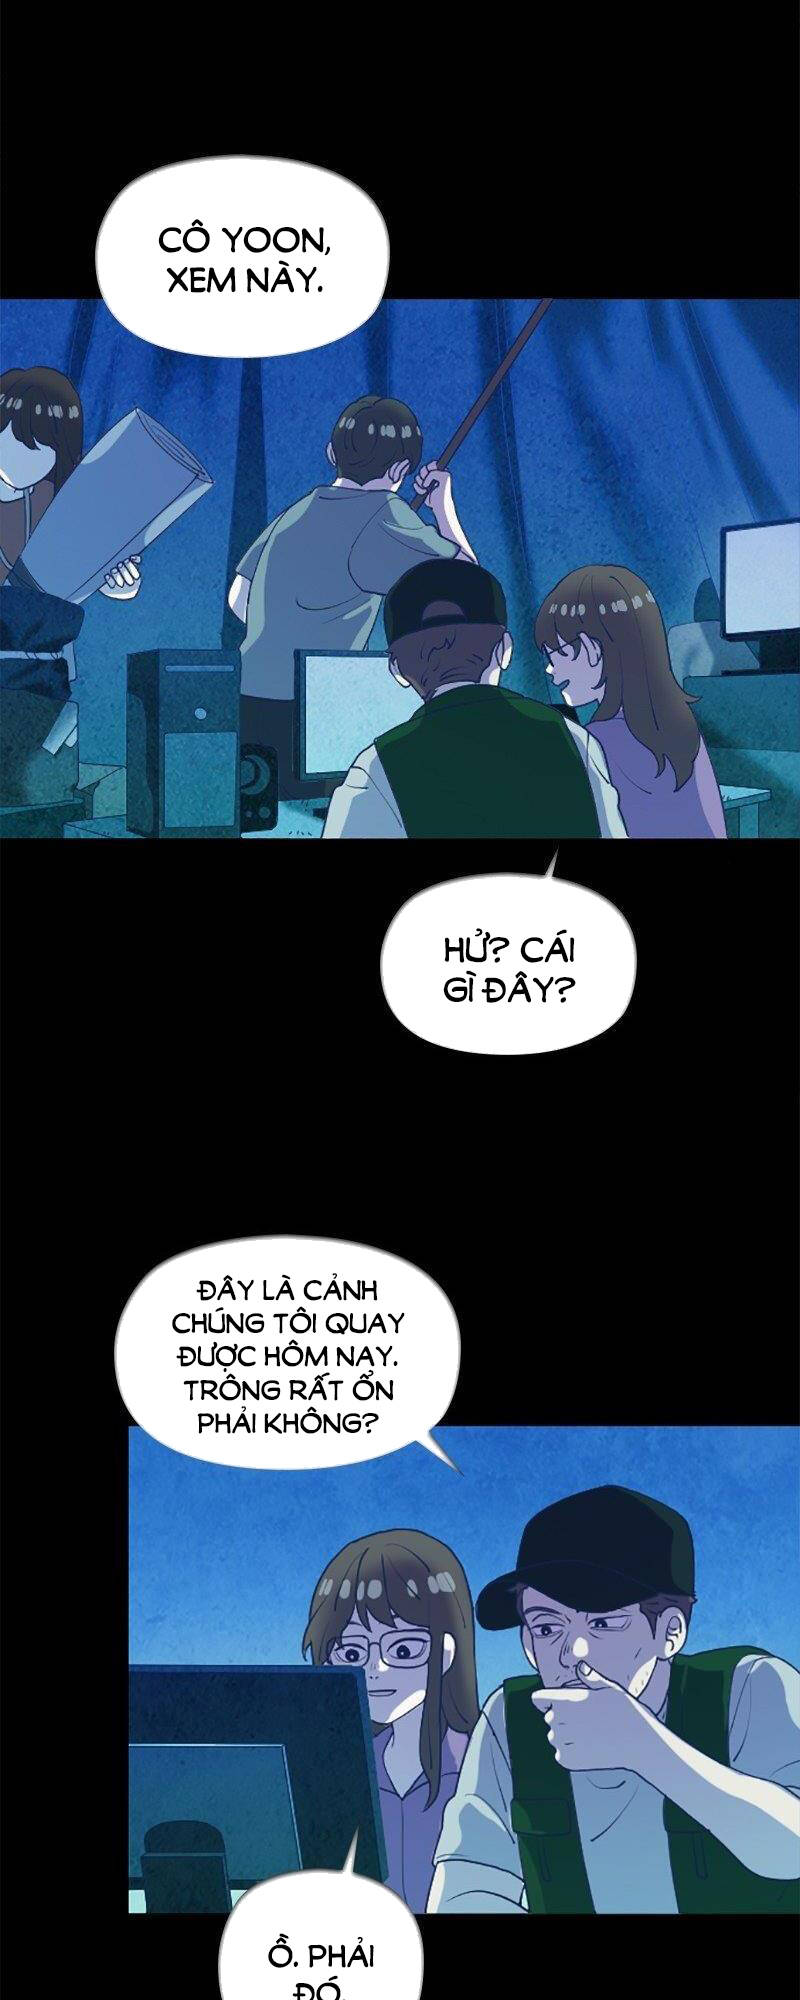 CÔ YOON,
XEM NÀY.
HỬ? CÁI
GÌ ĐÂY?
ĐÂY LÀ CẢNH
CHÚNG TÔI QUAY
ĐƯỢC HÔM NAY.
TRÔNG RẤT ỔN
PHẢI KHÔNG?
Ồ. PHẢI
ĐÓ.